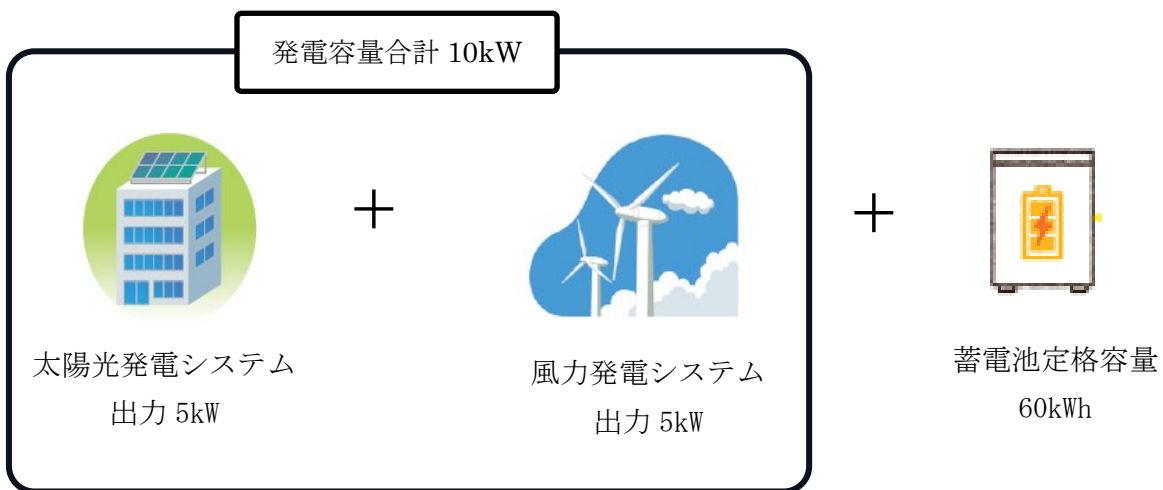 発電容量合計 10kW
＋
＋
太陽光発電システム
出力 5kW
風力発電システム
出力 5kW
蓄電池定格容量
60kWh